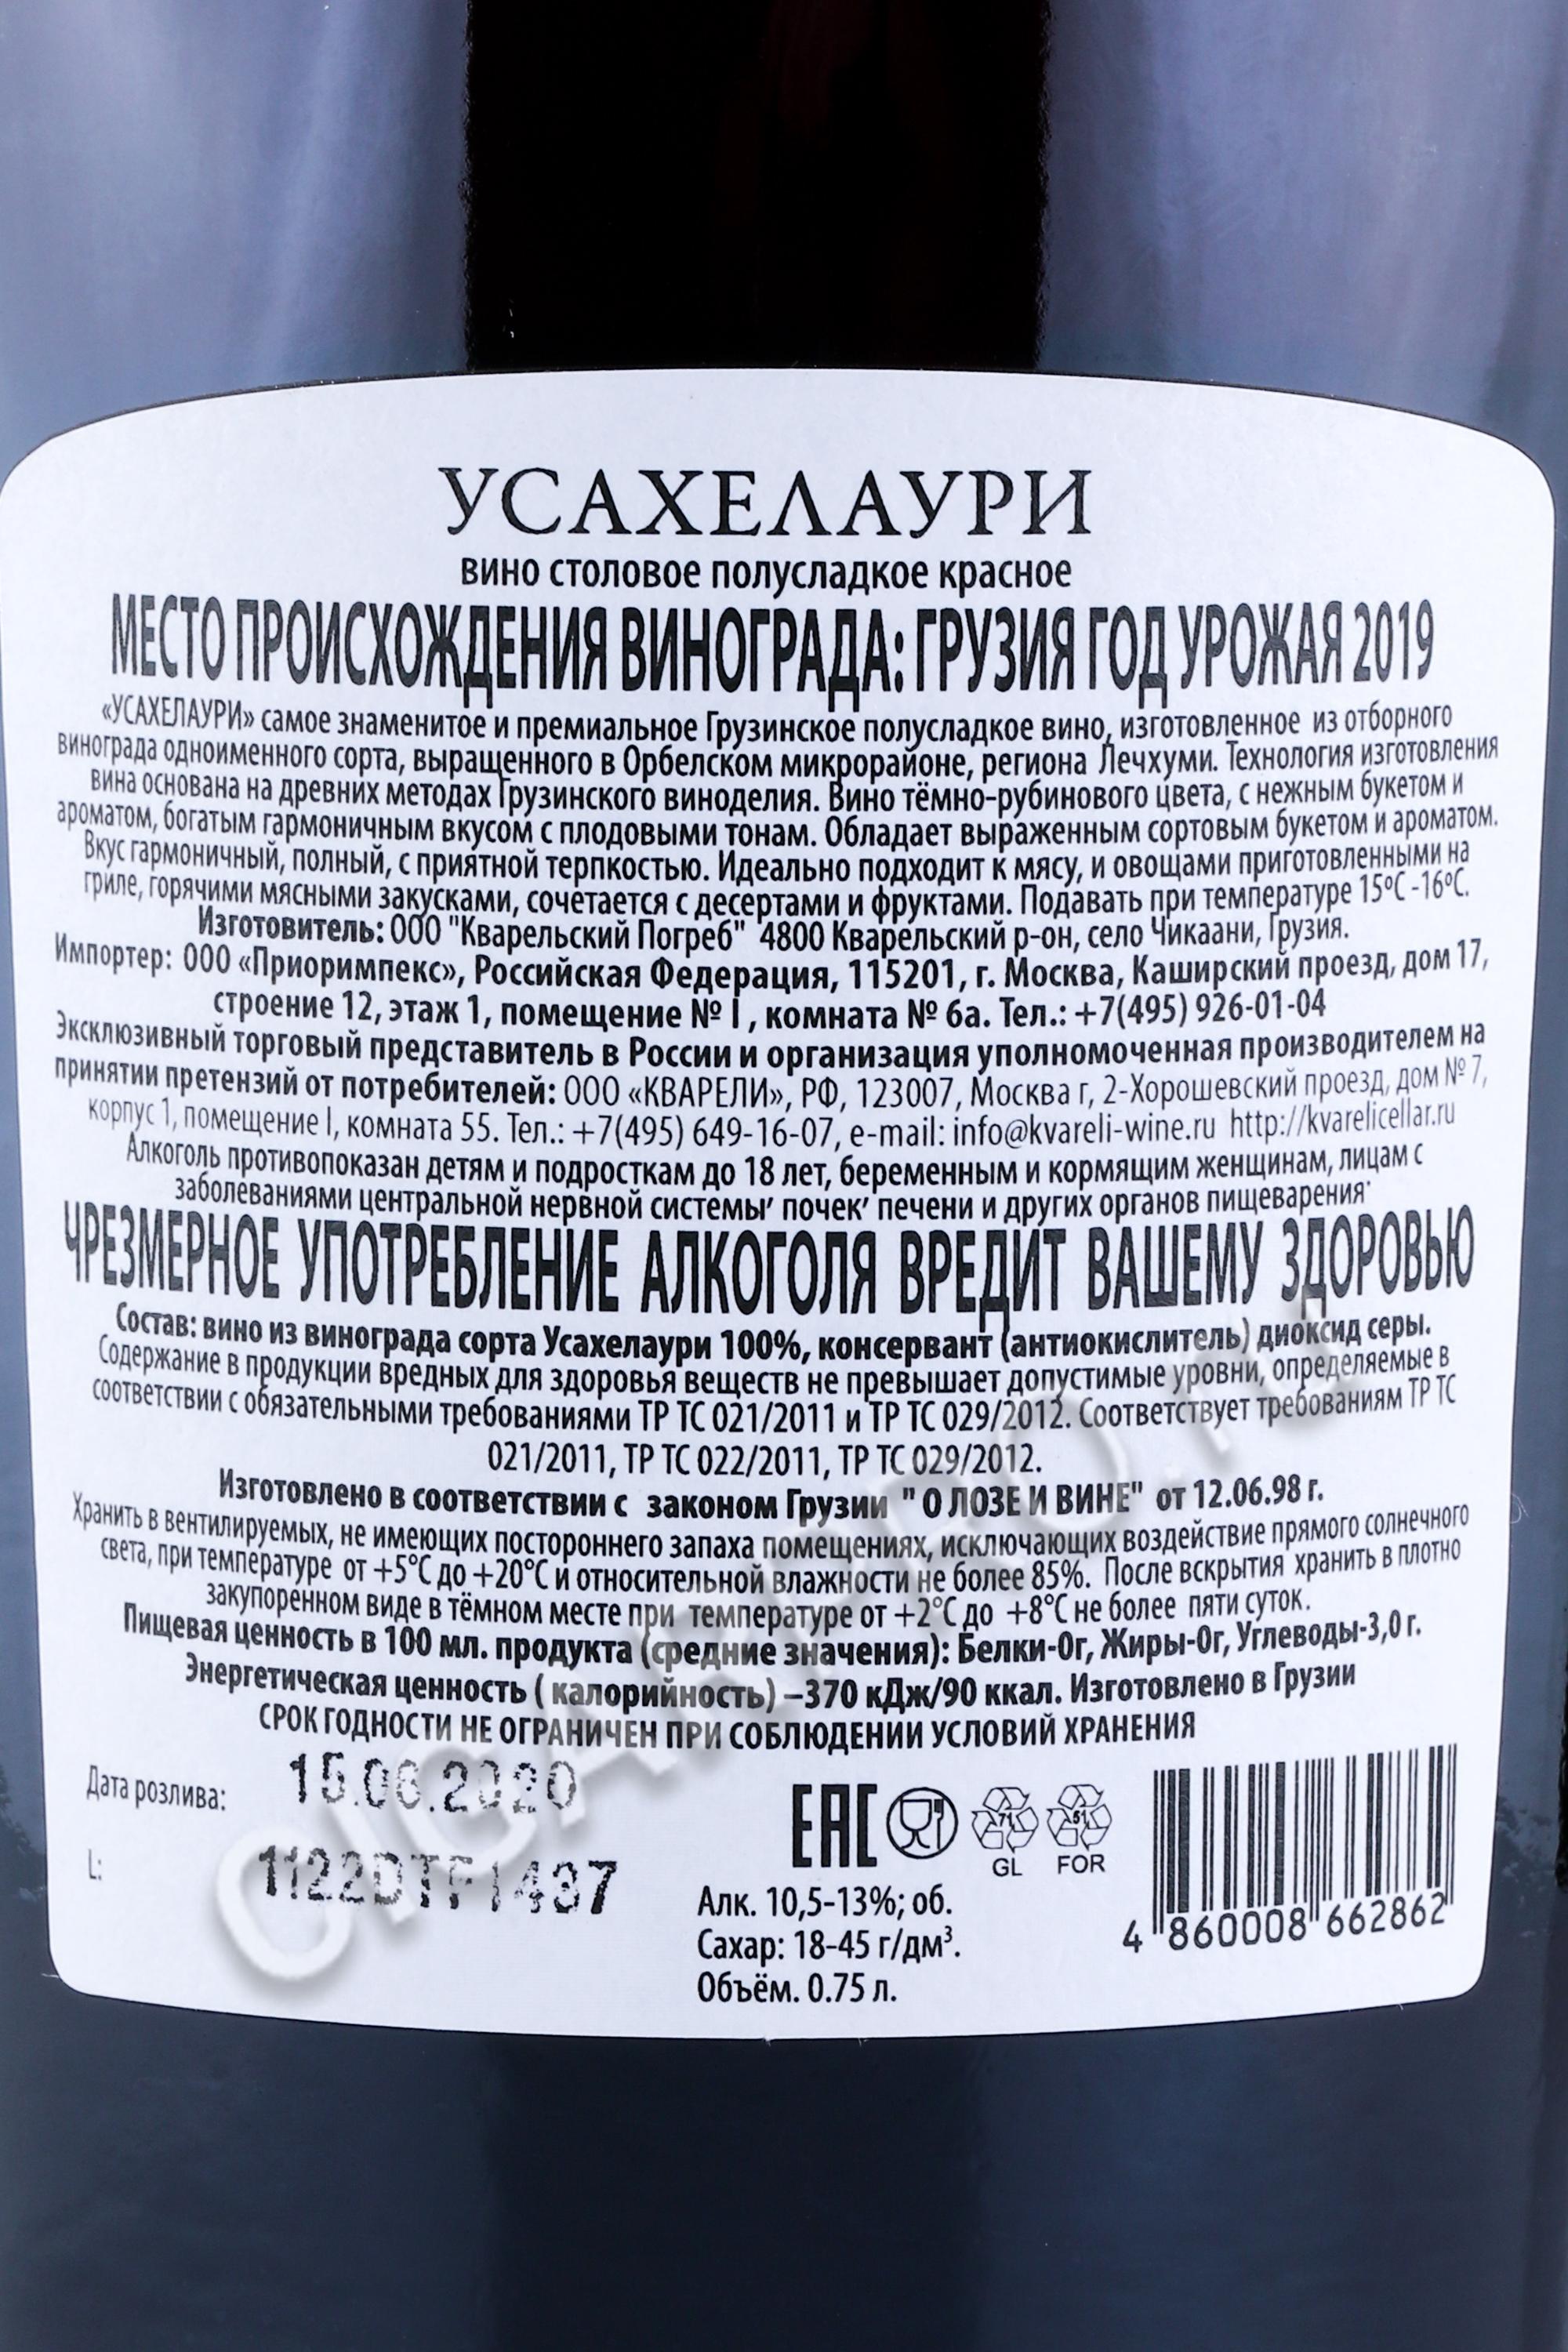 УСАХЕЛАУРИ
вино столовое полусладкое красное
МЕСТО ПРОИСХОЖДЕНИЯ ВИНОГРАДА: ГРУЗИЯ ГОД УРОЖАЯ 2019
«УСАХЕЛАУРИ» самое знаменитое и премиальное Грузинское полусладкое вино, изготовленное из отборного
винограда одноименного сорта, выращенного в Орбелском микрорайоне, региона Лечхуми. Технология изготовления
вина основана на древних методах Грузинского виноделия. Вино тёмно-рубинового цвета, с нежным букетом и
ароматом, богатым гармоничным вкусом с плодовыми тонам. Обладает выраженным сортовым букетом и ароматом.
Вкус гармоничный, полный, с приятной терпкостью. Идеально подходит к мясу, и овощами приготовленными на
гриле, горячими мясными закусками, сочетается с десертами и фруктами. Подавать при температуре 15ºС -16ºС.
Изготовитель: ООО "Кварельский Погреб" 4800 Кварельский р-он, село Чикаани, Грузия.
Импортер: ООО «Приоримпекс», Российская Федерация, 115201, г. Москва, Каширский проезд, дом 17,
строение 12, этаж 1, помещение № I , комната № 6а. Тел.: +7(495) 926-01-04
Эксклюзивный торговый представитель в России и организация уполномоченная производителем на
принятии претензий от потребителей: ООО «КВАРЕЛИ», РФ, 123007, Москва г, 2-Хорошевский проезд, дом № 7,
корпус 1, помещение I, комната 55. Тел.: +7(495) 649-16-07, e-mail: info@kvareli-wine.ru http://kvarelicellar.ru
Алкоголь противопоказан детям и подросткам до 18 лет, беременным и кормящим женщинам, лицам с
заболеваниями центральной нервной системы’ почек’ печени и других органов пищеварения·
ЧРЕЗМЕРНОЕ УПОТРЕБЛЕНИЕ АЛКОГОЛЯ ВРЕДИТ ВАШЕМУ ЗДОРОВЬЮ
Состав: вино из винограда сорта Усахелаури 100%, консервант (антиокислитель) диоксид серы.
Содержание в продукции вредных для здоровья веществ не превышает допустимые уровни, определяемые в
соответствии с обязательными требованиями ТР ТС 021/2011 и ТР ТС 029/2012. Соответствует требованиям ТР ТС
021/2011, ТР ТС 022/2011, ТР ТС 029/2012.
Изготовлено в соответствии с законом Грузии " О ЛОЗЕ И ВИНЕ" от 12.06.98 г.
Хранить в вентилируемых, не имеющих постороннего запаха помещениях, исключающих воздействие прямого солнечного
света, при температуре от +5°С до +20°С и относительной влажности не более 85%. После вскрытия хранить в плотно
закупоренном виде в тёмном месте при температуре от +2°С до +8°С не более пяти суток.
Пищевая ценность в 100 мл. продукта (средние значения): Белки-0г, Жиры-0г, Углеводы-3,0 г.
Энергетическая ценность ( калорийность) –370 кДж/90 ккал. Изготовлено в Грузии
СРОК ГОДНОСТИ НЕ ОГРАНИЧЕН ПРИ СОБЛЮДЕНИИ УСЛОВИЙ ХРАНЕНИЯ
Дата розлива: 15.06.2020
L: 1122DTF1437
EAC
71 51
GL FOR
Алк. 10,5-13%; об.
Сахар: 18-45 г/дм³.
Объём. 0.75 л.
4 860008 662862
CIGARPRO.ru